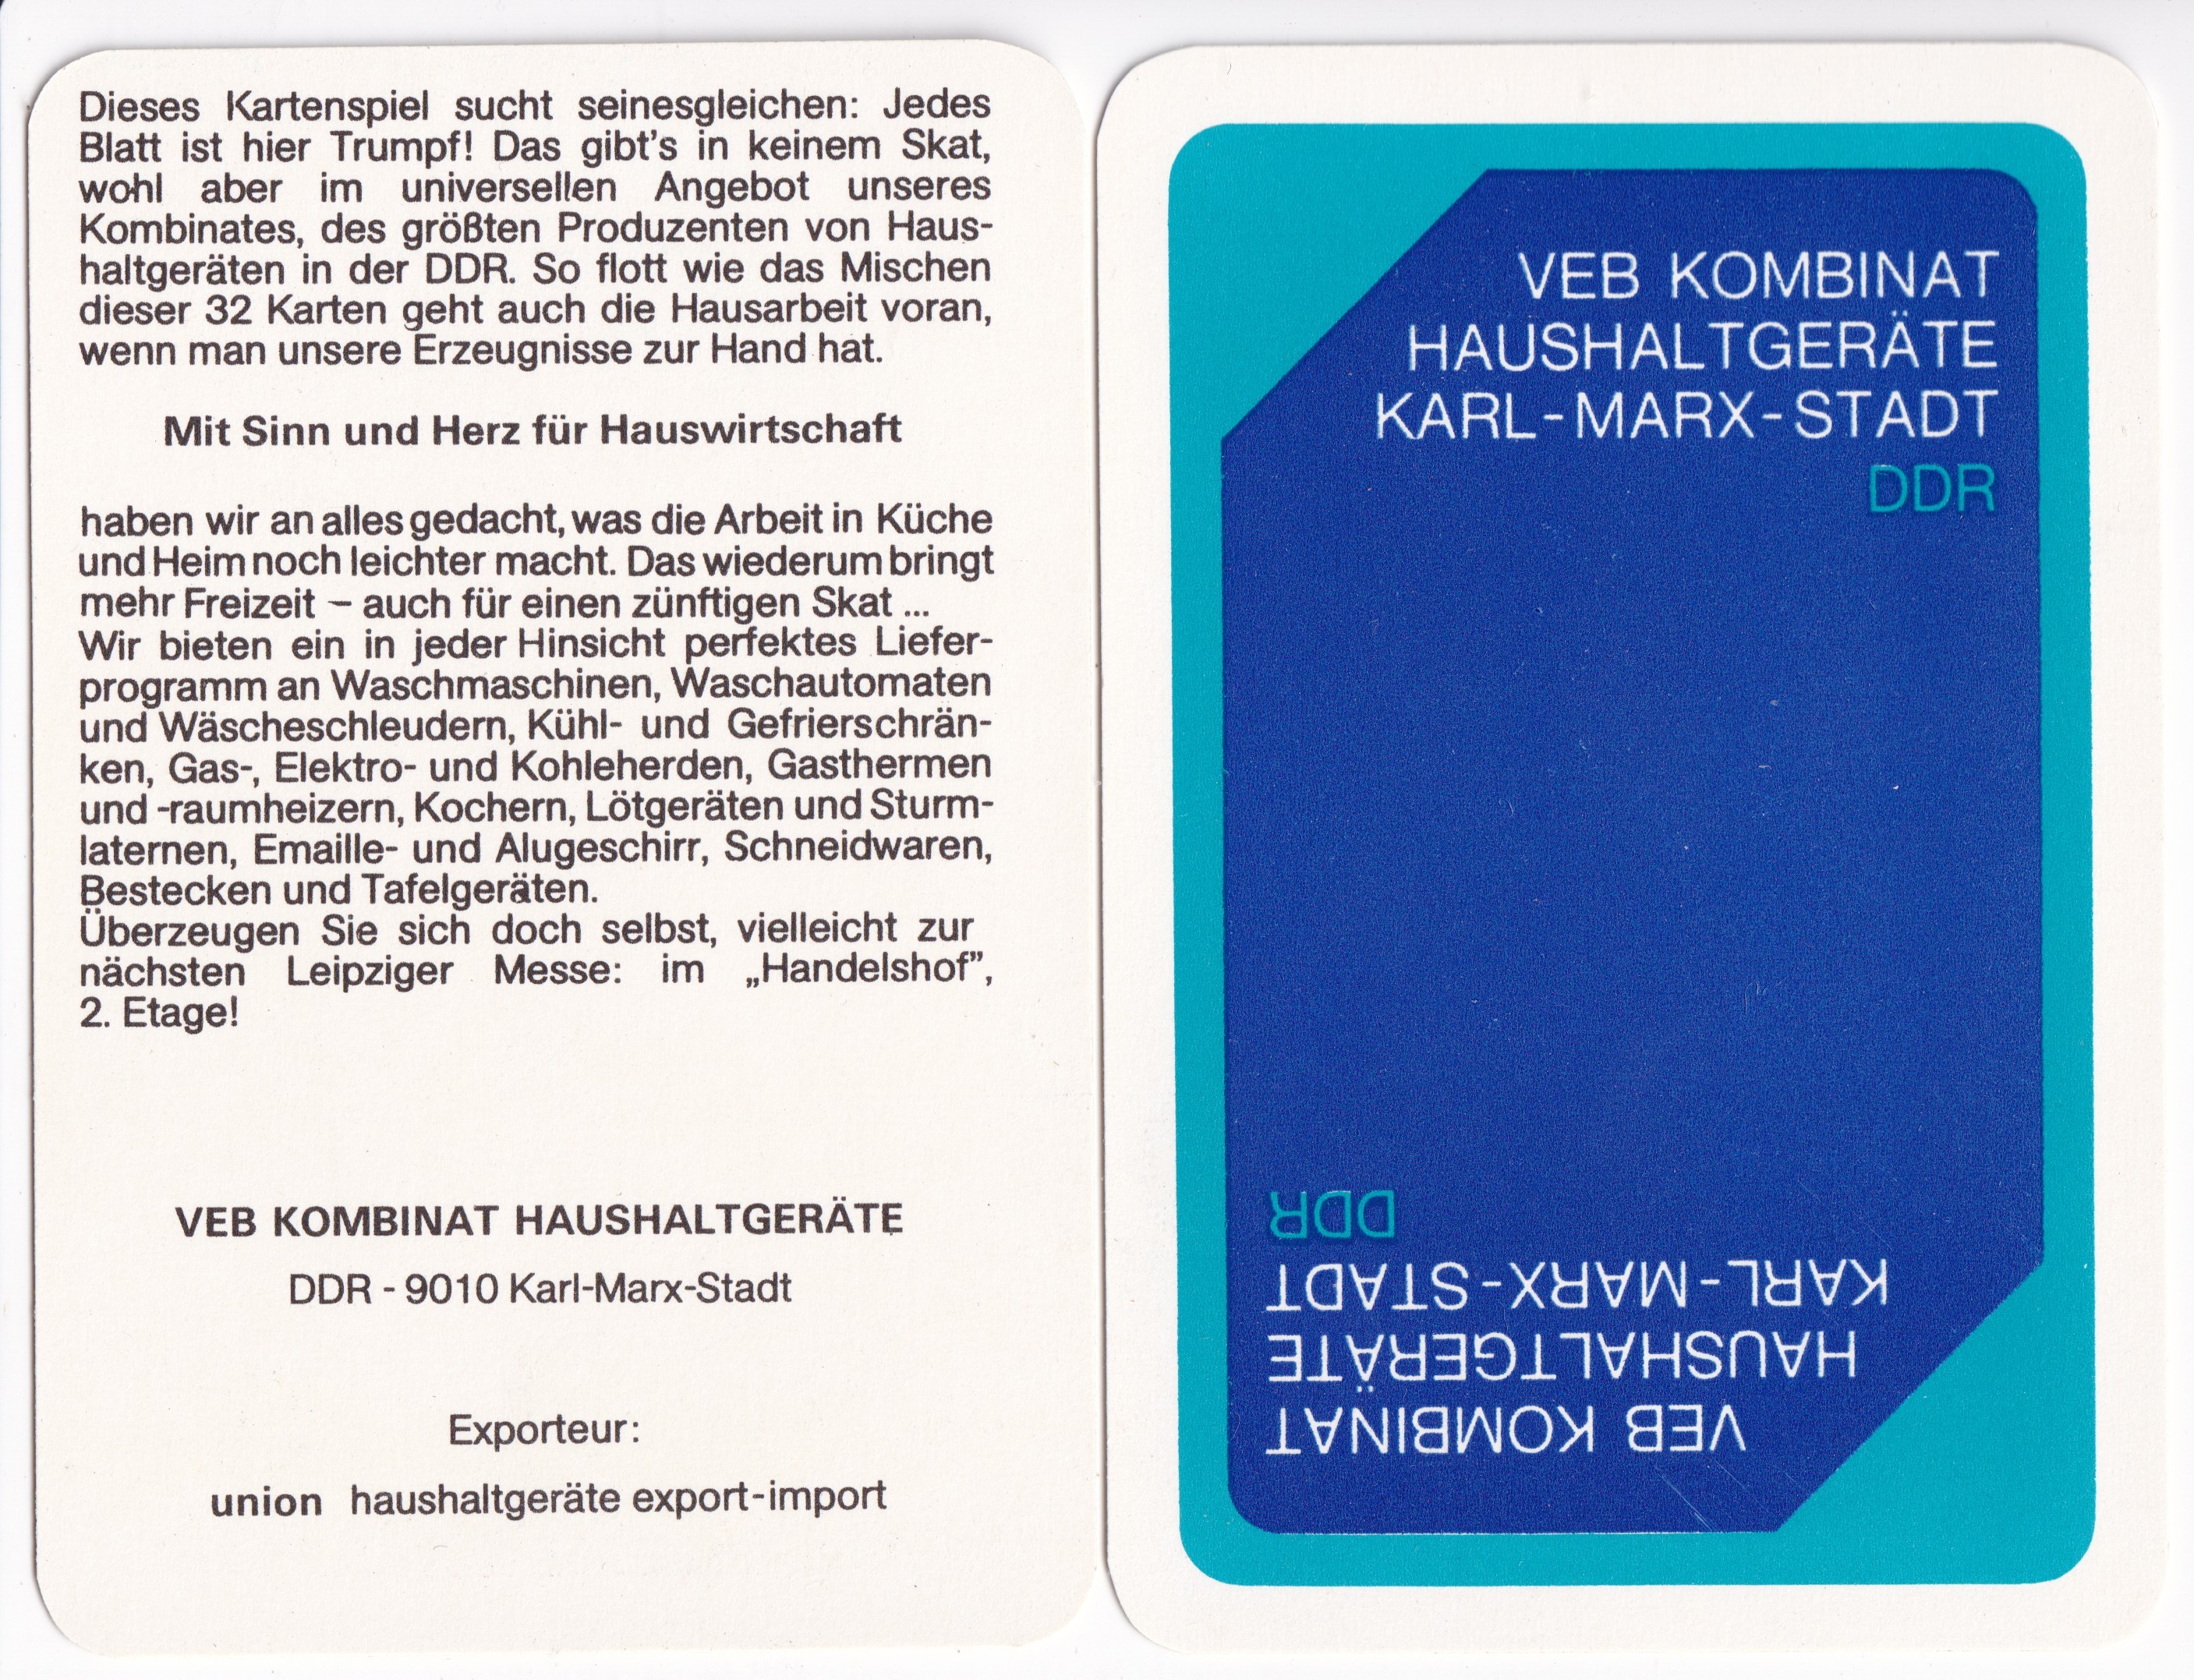 Dieses Kartenspiel sucht seinesgleichen: Jedes
Blatt ist hier Trumpf! Das gibt's in keinem Skat,
wohl aber im universellen Angebot unseres
Kombinates, des größten Produzenten von Haus-
haltgeräten in der DDR. So flott wie das Mischen
dieser 32 Karten geht auch die Hausarbeit voran,
wenn man unsere Erzeugnisse zur Hand hat.
Mit Sinn und Herz für Hauswirtschaft
haben wir an alles gedacht, was die Arbeit in Küche
und Heim noch leichter macht. Das wiederum bringt
mehr Freizeit – auch für einen zünftigen Skat ...
Wir bieten ein in jeder Hinsicht perfektes Liefer-
programm an Waschmaschinen, Waschautomaten
und Wäscheschleudern, Kühl- und Gefrierschrän-
ken, Gas-, Elektro- und Kohleherden, Gasthermen
und -raumheizern, Kochern, Lötgeräten und Sturm-
laternen, Emaille- und Alugeschirr, Schneidwaren,
Bestecken und Tafelgeräten.
Überzeugen Sie sich doch selbst, vielleicht zur
nächsten Leipziger Messe: im „Handelshof”,
2. Etage!
VEB KOMBINAT HAUSHALTGERÄTE
DDR - 9010 Karl-Marx-Stadt
Exporteur:
union haushaltgeräte export-import
VEB KOMBINAT
HAUSHALTGERÄTE
KARL-MARX-STADT
DDR
VEB KOMBINAT
HAUSHALTGERÄTE
KARL-MARX-STADT
DDR